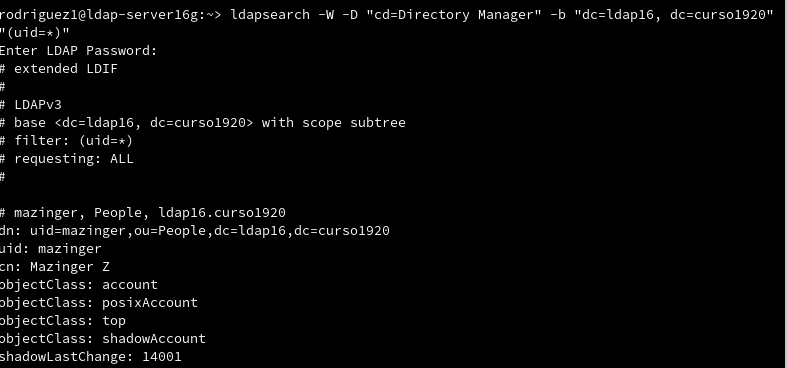 rodriguez1@ldap-server16g:~> ldapsearch -W -D "cd=Directory Manager" -b "dc=ldap16, dc=curso1920"
"(uid=*)"
Enter LDAP Password:
# extended LDIF
#
# LDAPv3
# base <dc=ldap16, dc=curso1920> with scope subtree
# filter: (uid=*)
# requesting: ALL
#
# mazinger, People, ldap16.curso1920
dn: uid=mazinger,ou=People,dc=ldap16,dc=curso1920
uid: mazinger
cn: Mazinger Z
objectClass: account
objectClass: posixAccount
objectClass: top
objectClass: shadowAccount
shadowLastChange: 14001